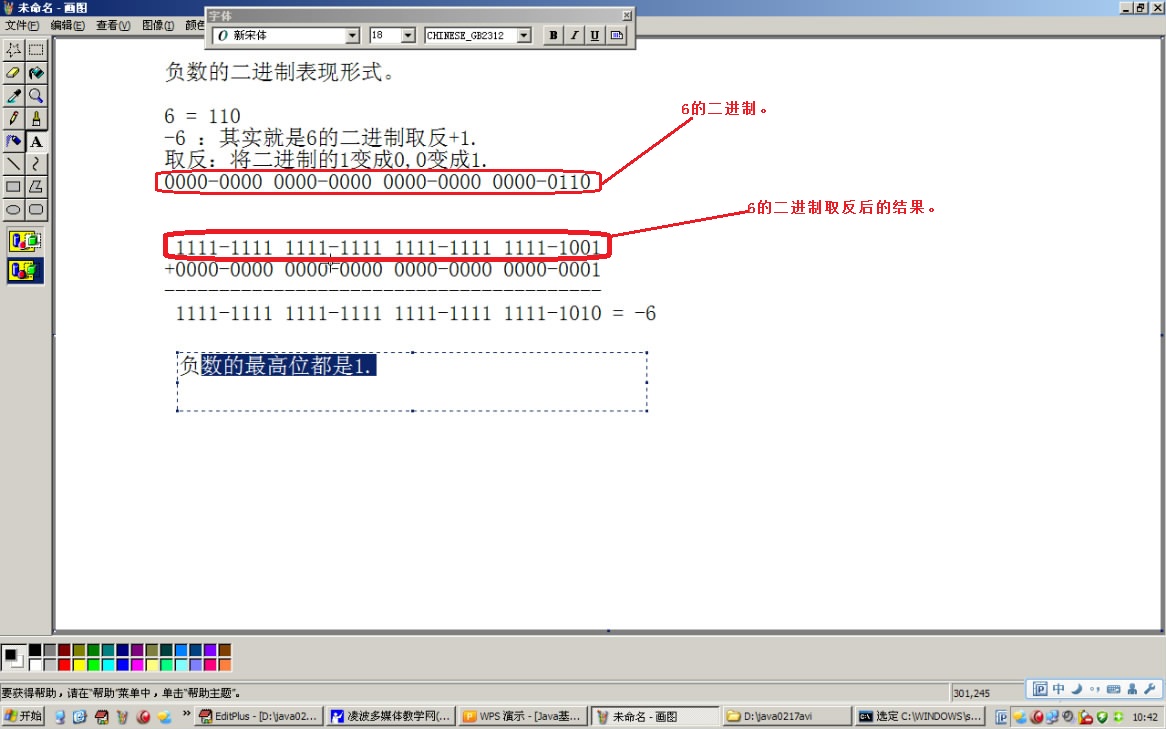 未命名 - 画图
字体
文件(F) 编辑(E) 查看(V) 图像(I) 颜色
O 新宋体 18 CHINESE_GB2312 B I U
负数的二进制表现形式。
6 = 110
6的二进制。
-6 : 其实就是6的二进制取反+1.
取反: 将二进制的1变成0,0变成1.
0000-0000 0000-0000 0000-0000 0000-0110
6的二进制取反后的结果。
1111-1111 1111-1111 1111-1111 1111-1001
+0000-0000 0000-0000 0000-0000 0000-0001
----------------------------------------
1111-1111 1111-1111 1111-1111 1111-1010 = -6
负数的最高位都是1.
A
要获得帮助，请在"帮助"菜单中，单击"帮助主题"。
301,245
中
开始
EditPlus - [D:\java02...
凌波多媒体教学网(...
WPS 演示 - [Java基...
未命名 - 画图
D:\java0217avi
选定 C:\WINDOWS\s...
10:42